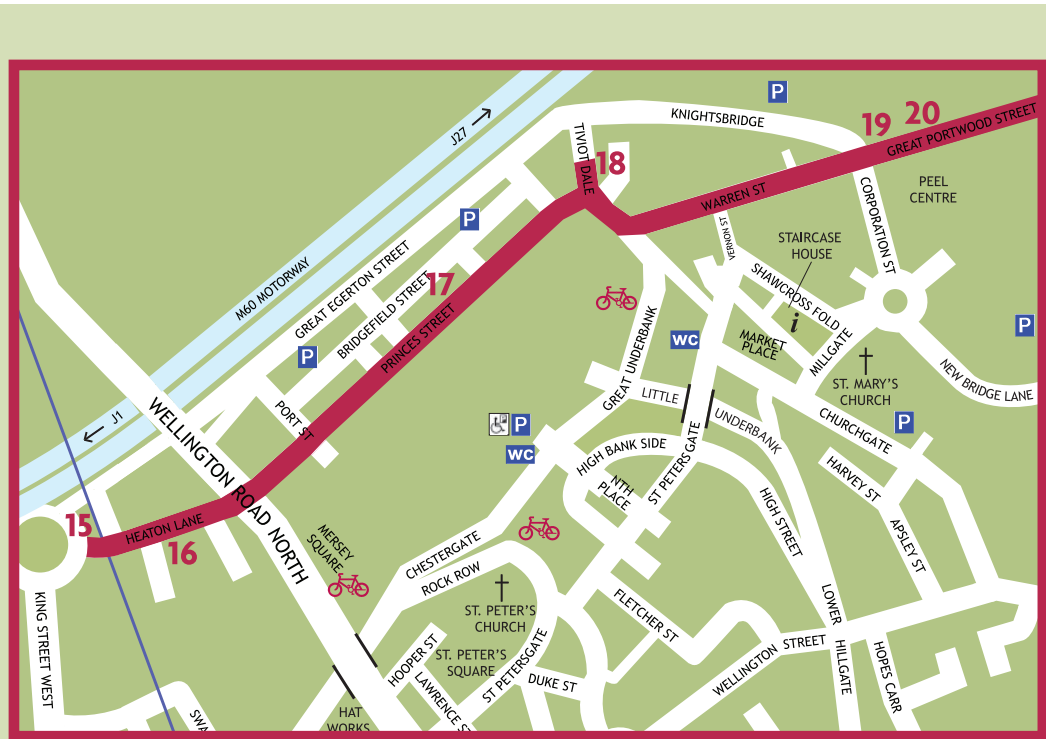 P
KNIGHTSBRIDGE
19
20
GREAT PORTWOOD STREET
J27
TIVIOT DALE
18
WARREN ST
CORPORATION ST
PEEL
CENTRE
P
VERNON ST
STAIRCASE
HOUSE
M60 MOTORWAY
GREAT EGERTON STREET
BRIDGEFIELD STREET
17
PRINCES STREET
SHAWCROSS FOLD
i
P
P
WC
MARKET
PLACE
MILLGATE
ST. MARY'S
CHURCH
NEW BRIDGE LANE
GREAT UNDERBANK
LITTLE
UNDERBANK
J1
WELLINGTON ROAD NORTH
PORT ST
P
WC
P
CHURCHGATE
HIGH BANK SIDE
ST PETERSGATE
NTH
PLACE
HARVEY ST
APSLEY ST
HIGH STREET
15
HEATON LANE
16
MERSEY
SQUARE
CHESTERGATE
ROCK ROW
ST. PETER'S
CHURCH
FLETCHER ST
LOWER
HILLGATE
KING STREET WEST
HOOPER ST
ST. PETER'S
SQUARE
ST PETERSGATE
DUKE ST
WELLINGTON STREET
HOPES CARR
LAWRENCE S
SWA
HAT
WORKS